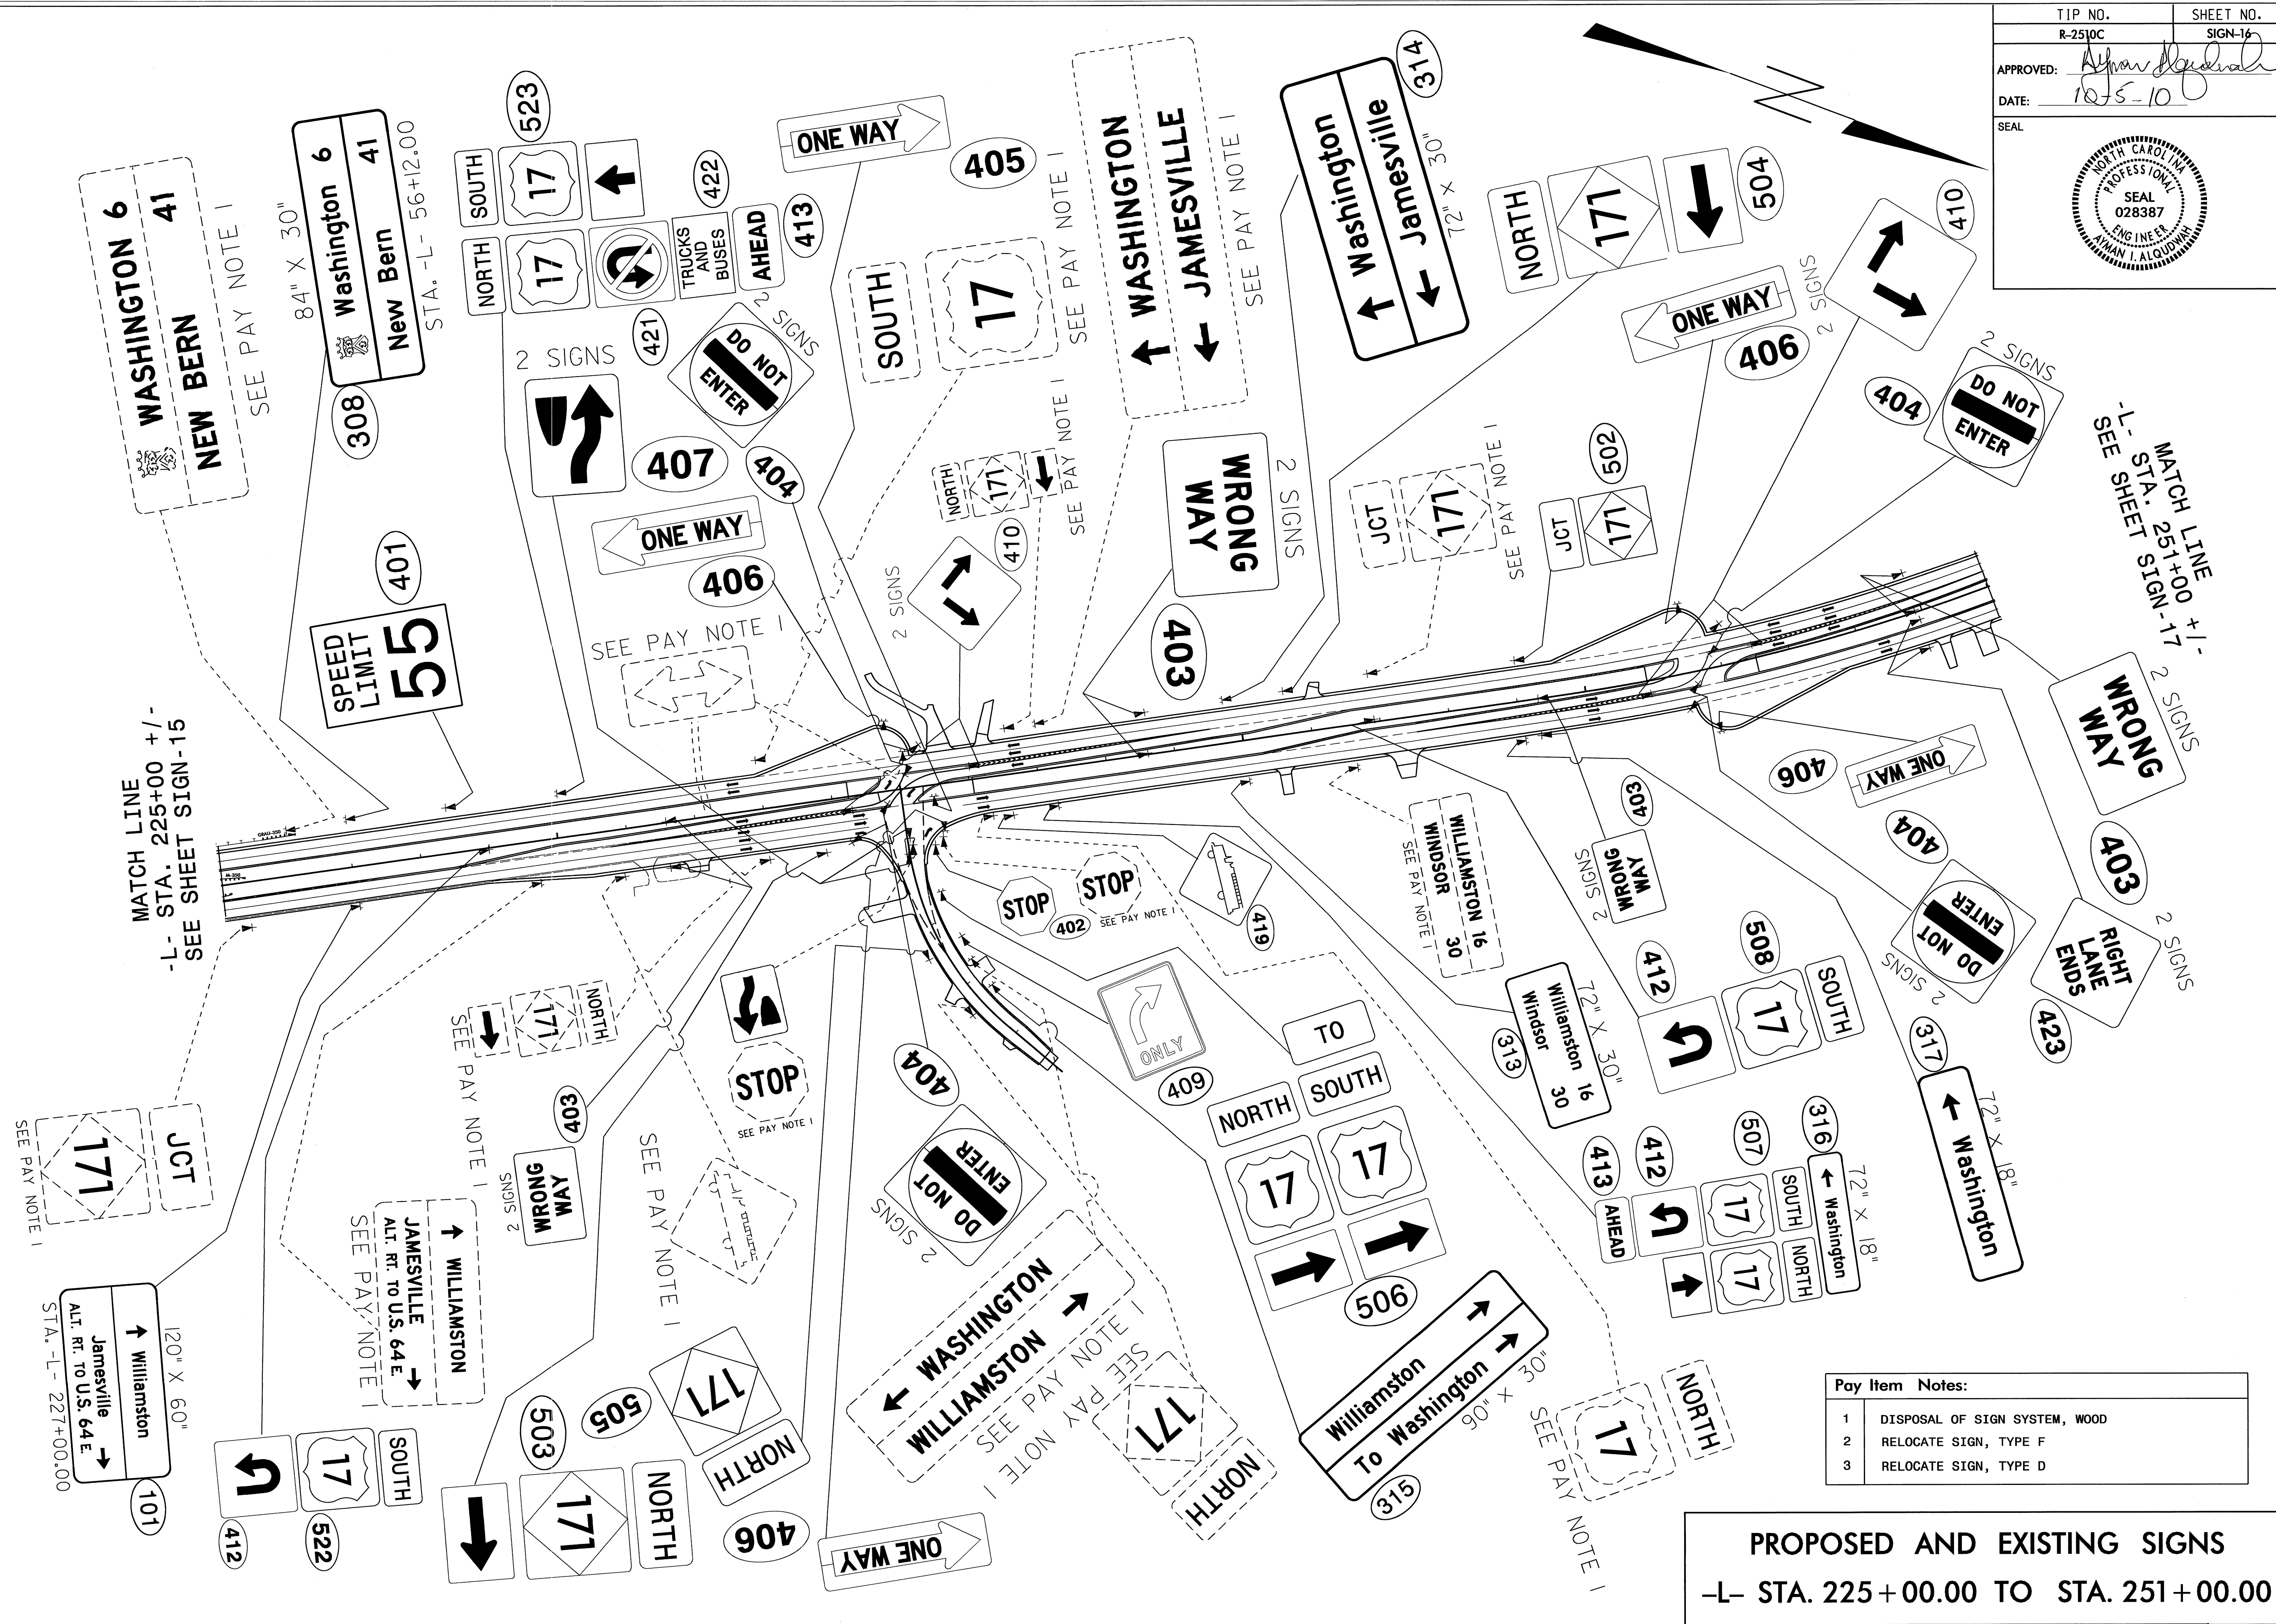 TIP NO.
SHEET NO.
R-2510C
SIGN-16
APPROVED:
DATE: 10-5-10
SEAL
NORTH CAROLINA
PROFESSIONAL
SEAL
028387
ENGINEER
AYMAN I. ALQUDWAH
WASHINGTON 6
NEW BERN 41
SEE PAY NOTE 1
84" X 30"
Washington 6
New Bern 41
STA. -L- 56+12.00
308
523
SOUTH
17
NORTH
17
TRUCKS
AND
BUSES
AHEAD
422
413
421
2 SIGNS
407
DO NOT
ENTER
2 SIGNS
404
ONE WAY
405
SOUTH
17
SEE PAY NOTE 1
WASHINGTON
JAMESVILLE
SEE PAY NOTE 1
314
Washington
Jamesville
72" X 30"
NORTH
171
504
410
2 SIGNS
ONE WAY
406
DO NOT
ENTER
2 SIGNS
404
MATCH LINE
-L- STA. 251+00 +/-
SEE SHEET SIGN-17
401
SPEED
LIMIT
55
ONE WAY
406
SEE PAY NOTE 1
NORTH
171
SEE PAY NOTE 1
410
2 SIGNS
WRONG
WAY
2 SIGNS
403
JCT
171
SEE PAY NOTE 1
502
JCT
171
MATCH LINE
-L- STA. 225+00 +/-
SEE SHEET SIGN-15
GRAU-350
M-350
WRONG
WAY
2 SIGNS
403
ONE WAY
406
404
DO NOT
ENTER
2 SIGNS
RIGHT
LANE
ENDS
2 SIGNS
423
STOP
402
STOP
SEE PAY NOTE 1
419
WILLIAMSTON 16
WINDSOR 30
SEE PAY NOTE 1
403
WRONG
WAY
2 SIGNS
412
508
17
SOUTH
Williamston 16
Windsor 30
72" X 30"
313
317
Washington
72" X 18"
JCT
171
SEE PAY NOTE 1
NORTH
171
SEE PAY NOTE 1
403
WRONG
WAY
2 SIGNS
STOP
SEE PAY NOTE 1
SEE PAY NOTE 1
404
DO NOT
ENTER
2 SIGNS
ONLY
409
TO
NORTH
SOUTH
17
17
506
413
AHEAD
412
507
17
SOUTH
17
NORTH
316
Washington
72" X 18"
120" X 60"
Williamston
Jamesville
ALT. RT. TO U.S. 64 E.
STA. -L- 227+00.00
101
WILLIAMSTON
JAMESVILLE
ALT. RT. TO U.S. 64 E.
SEE PAY NOTE 1
412
522
17
SOUTH
503
171
NORTH
505
171
NORTH
406
ONE WAY
WASHINGTON
WILLIAMSTON
SEE PAY NOTE 1
SEE PAY NOTE 1
171
NORTH
Williamston
To Washington
90" X 30"
315
SEE PAY NOTE 1
17
NORTH
Pay Item Notes:
1 DISPOSAL OF SIGN SYSTEM, WOOD
2 RELOCATE SIGN, TYPE F
3 RELOCATE SIGN, TYPE D
PROPOSED AND EXISTING SIGNS
-L- STA. 225+00.00 TO STA. 251+00.00